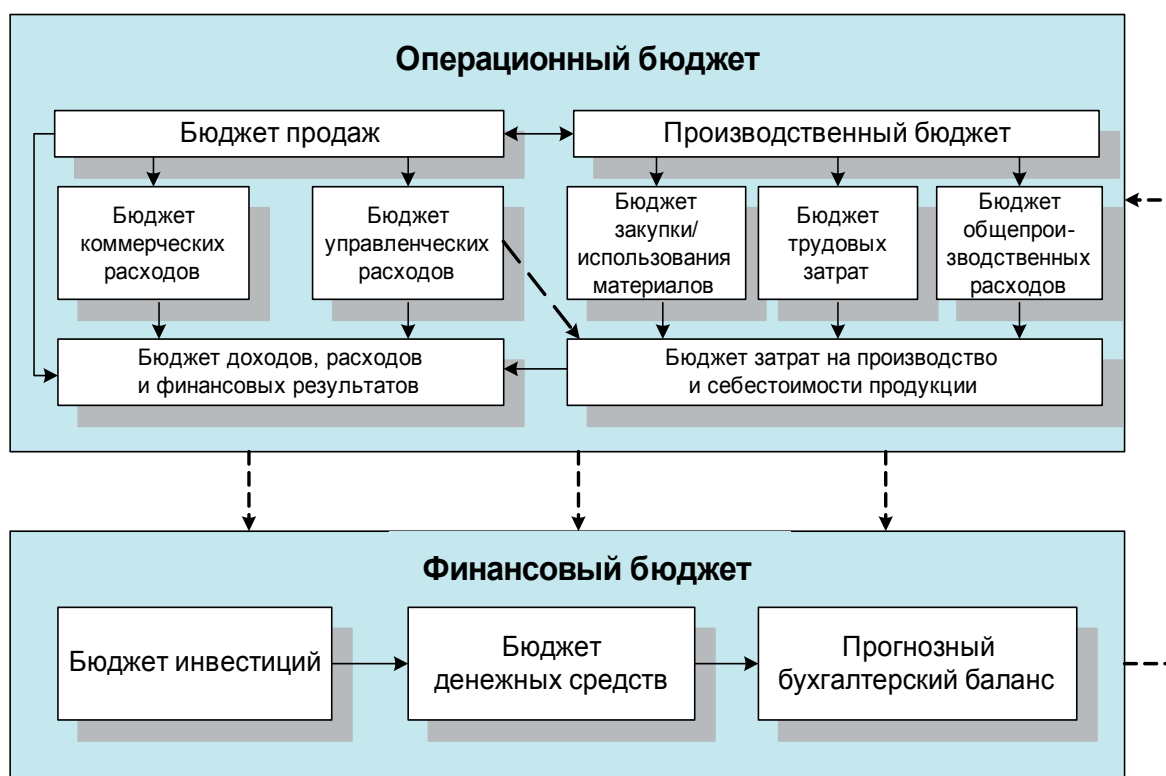 Операционный бюджет
Бюджет продаж
Производственный бюджет
Бюджет
коммерческих
расходов
Бюджет
управленческих
расходов
Бюджет
закупки/
использования
материалов
Бюджет
трудовых
затрат
Бюджет
общепрои-
зводственных
расходов
Бюджет доходов, расходов
и финансовых результатов
Бюджет затрат на производство
и себестоимости продукции
Финансовый бюджет
Бюджет инвестиций
Бюджет
денежных средств
Прогнозный
бухгалтерский баланс